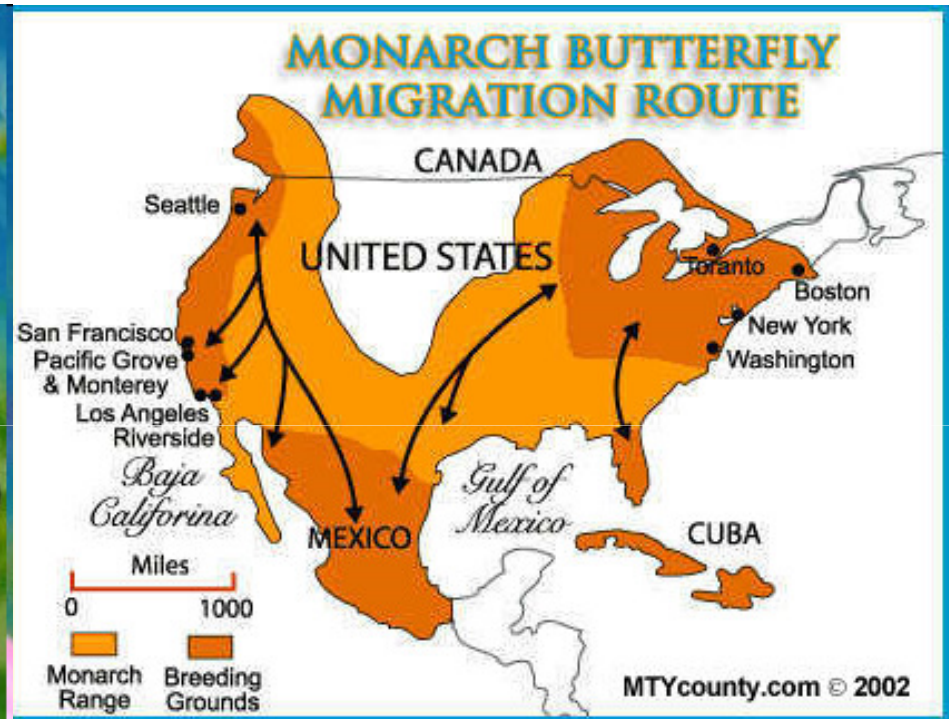 MONARCH BUTTERFLY
MIGRATION ROUTE
CANADA
Seattle
UNITED STATES
Toranto
Boston
New York
Washington
San Francisco
Pacific Grove
& Monterey
Los Angeles
Riverside
Baja
Califorina
Gulf of
Mexico
MEXICO
CUBA
Miles
0 1000
Monarch
Range
Breeding
Grounds
MTYcounty.com © 2002